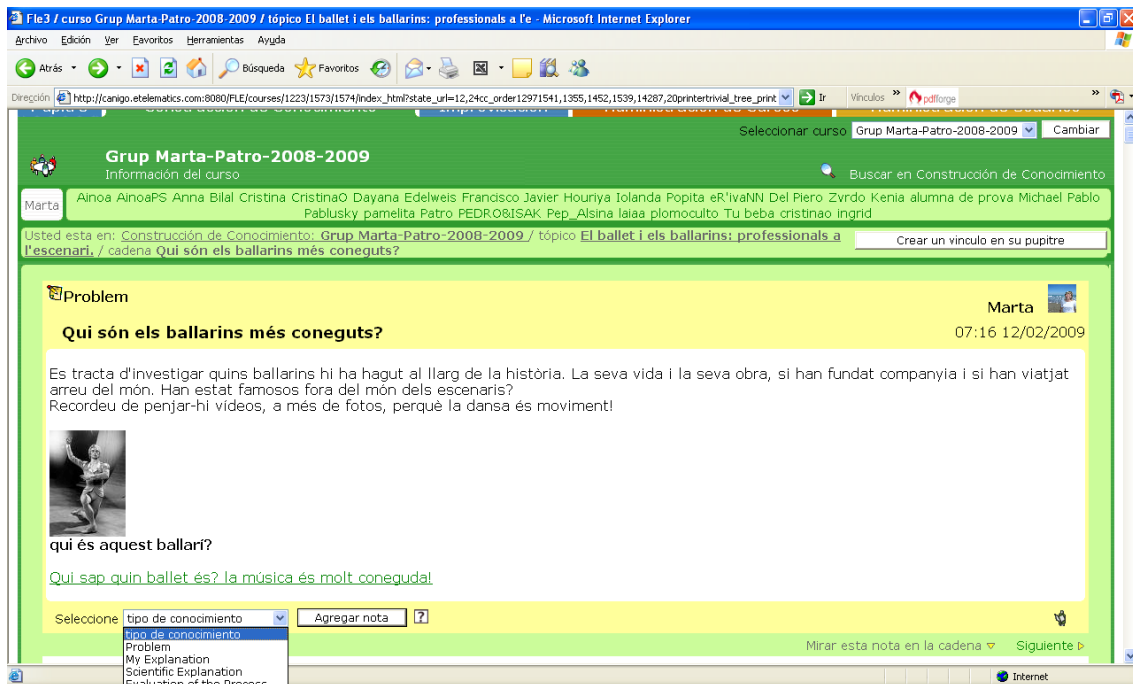 Fle3 / curso Grup Marta-Patro-2008-2009 / tópico El ballet i els ballarins: professionals a l'e - Microsoft Internet Explorer
Archivo Edición Ver Favoritos Herramientas Ayuda
Atrás Búsqueda Favoritos
Dirección http://canigo.etelematics.com:8080/FLE/courses/1223/1573/1574/index_html?state_url=12,24cc_order12971541,1355,1452,1539,14287,20printertrivial_tree_print Ir Vínculos » pdfforge »
Seleccionar curso Grup Marta-Patro-2008-2009 Cambiar
Grup Marta-Patro-2008-2009
Información del curso Buscar en Construcción de Conocimiento
Marta Ainoa AinoaPS Anna Bilal Cristina CristinaO Dayana Edelweis Francisco Javier Houriya Iolanda Popita eR'ivaNN Del Piero Zvrdo Kenia alumna de prova Michael Pablo
Pablusky pamelita Patro PEDRO&ISAK Pep_Alsina laiaa plomoculto Tu beba cristinao ingrid
Usted esta en: Construcción de Conocimiento: Grup Marta-Patro-2008-2009 / tópico El ballet i els ballarins: professionals a
l'escenari. / cadena Qui són els ballarins més coneguts?
Crear un vinculo en su pupitre
Problem
Marta
Qui són els ballarins més coneguts? 07:16 12/02/2009
Es tracta d'investigar quins ballarins hi ha hagut al llarg de la història. La seva vida i la seva obra, si han fundat companyia i si han viatjat
arreu del món. Han estat famosos fora del món dels escenaris?
Recordeu de penjar-hi vídeos, a més de fotos, perquè la dansa és moviment!
qui és aquest ballarí?
Qui sap quin ballet és? la música és molt coneguda!
Seleccione tipo de conocimiento Agregar nota ?
tipo de conocimiento
Problem
My Explanation
Scientific Explanation
Evaluation of the Process
Mirar esta nota en la cadena Siguiente
Internet